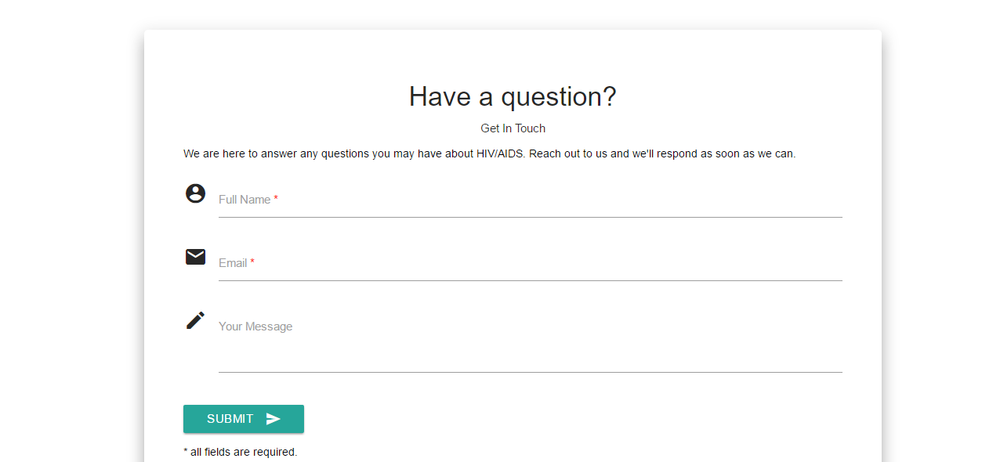 Have a question?
Get In Touch
We are here to answer any questions you may have about HIV/AIDS. Reach out to us and we'll respond as soon as we can.
Full Name *
Email *
Your Message
SUBMIT
* all fields are required.